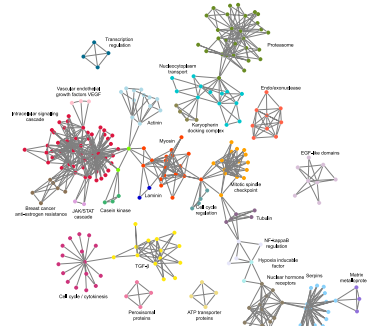 Transcription
regulation
Proteasome
Nucleocytoplasm
transport
Vascular endothelial
growth factors VEGF
Endo/exonuclease
Intracellular signaling
cascade
Actinin
Karyopherin
docking complex
Myosin
EGF-like domains
Mitotic spindle
checkpoint
Laminin
Breast cancer
anti-estrogen resistance
JAK/STAT
cascade
Casein kinase
Cell cycle
regulation
Tubulin
NF-kappaB
regulation
TGF-β
Hypoxia inducable
factor
Cell cycle / cytokinesis
Nuclear hormone
receptors
Serpins
Matrix
metalloprote
Peroxisomal
proteins
ATP transporter
proteins